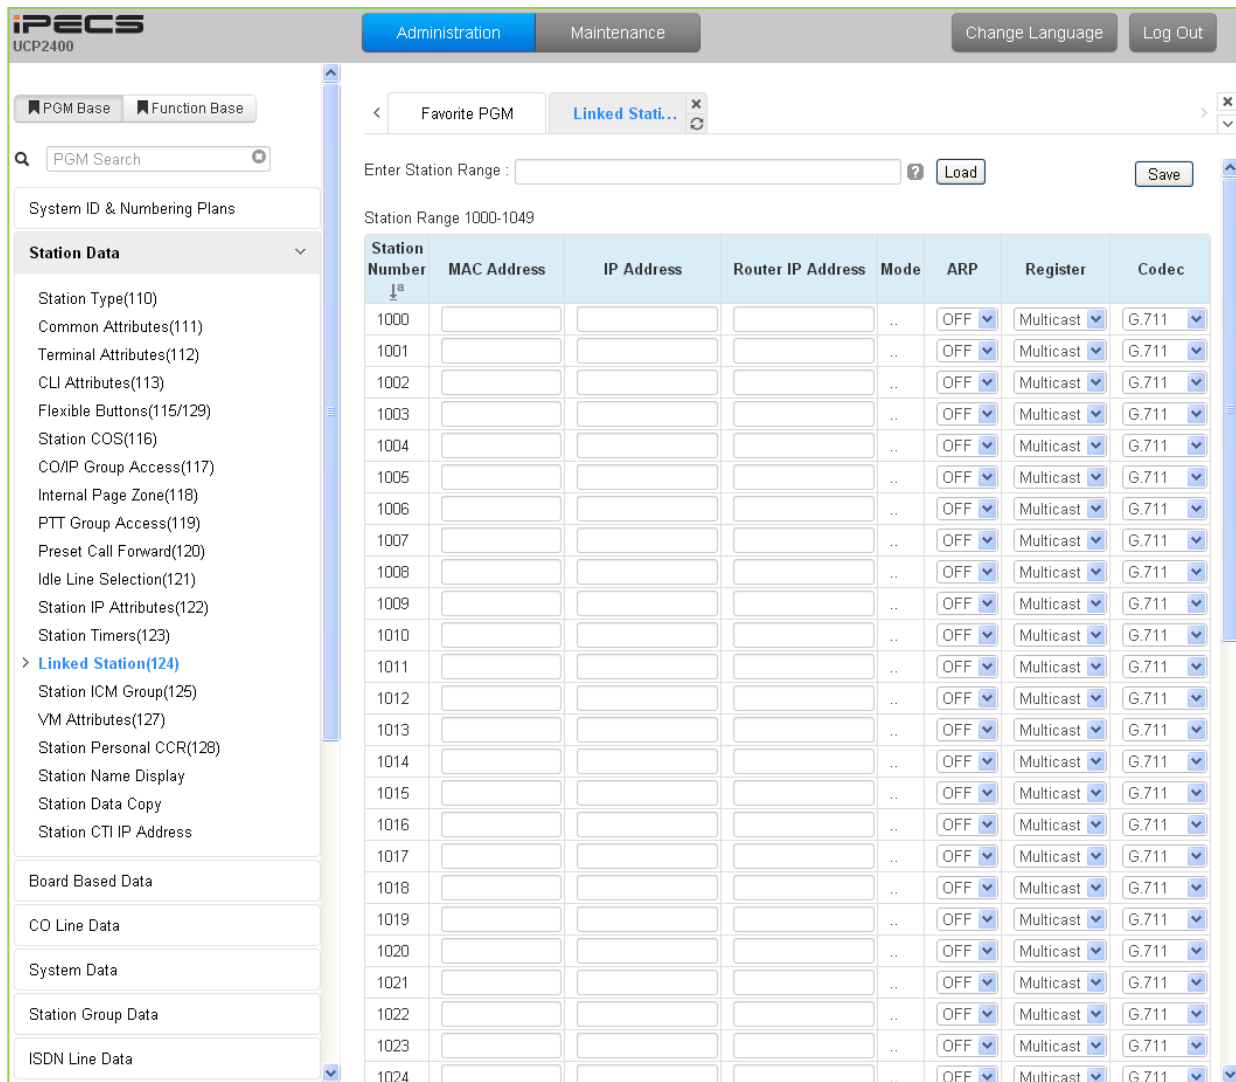 iPECS
UCP2400
Administration
Maintenance
Change Language
Log Out
PGM Base
Function Base
PGM Search
System ID & Numbering Plans
Station Data
Station Type(110)
Common Attributes(111)
Terminal Attributes(112)
CLI Attributes(113)
Flexible Buttons(115/129)
Station COS(116)
CO/IP Group Access(117)
Internal Page Zone(118)
PTT Group Access(119)
Preset Call Forward(120)
Idle Line Selection(121)
Station IP Attributes(122)
Station Timers(123)
> Linked Station(124)
Station ICM Group(125)
VM Attributes(127)
Station Personal CCR(128)
Station Name Display
Station Data Copy
Station CTI IP Address
Board Based Data
CO Line Data
System Data
Station Group Data
ISDN Line Data
Favorite PGM
Linked Stati...
Enter Station Range :
?
Load
Save
Station Range 1000-1049
Station Number MAC Address IP Address Router IP Address Mode ARP Register Codec
1000 .. OFF Multicast G.711
1001 .. OFF Multicast G.711
1002 .. OFF Multicast G.711
1003 .. OFF Multicast G.711
1004 .. OFF Multicast G.711
1005 .. OFF Multicast G.711
1006 .. OFF Multicast G.711
1007 .. OFF Multicast G.711
1008 .. OFF Multicast G.711
1009 .. OFF Multicast G.711
1010 .. OFF Multicast G.711
1011 .. OFF Multicast G.711
1012 .. OFF Multicast G.711
1013 .. OFF Multicast G.711
1014 .. OFF Multicast G.711
1015 .. OFF Multicast G.711
1016 .. OFF Multicast G.711
1017 .. OFF Multicast G.711
1018 .. OFF Multicast G.711
1019 .. OFF Multicast G.711
1020 .. OFF Multicast G.711
1021 .. OFF Multicast G.711
1022 .. OFF Multicast G.711
1023 .. OFF Multicast G.711
1024 .. OFF Multicast G.711